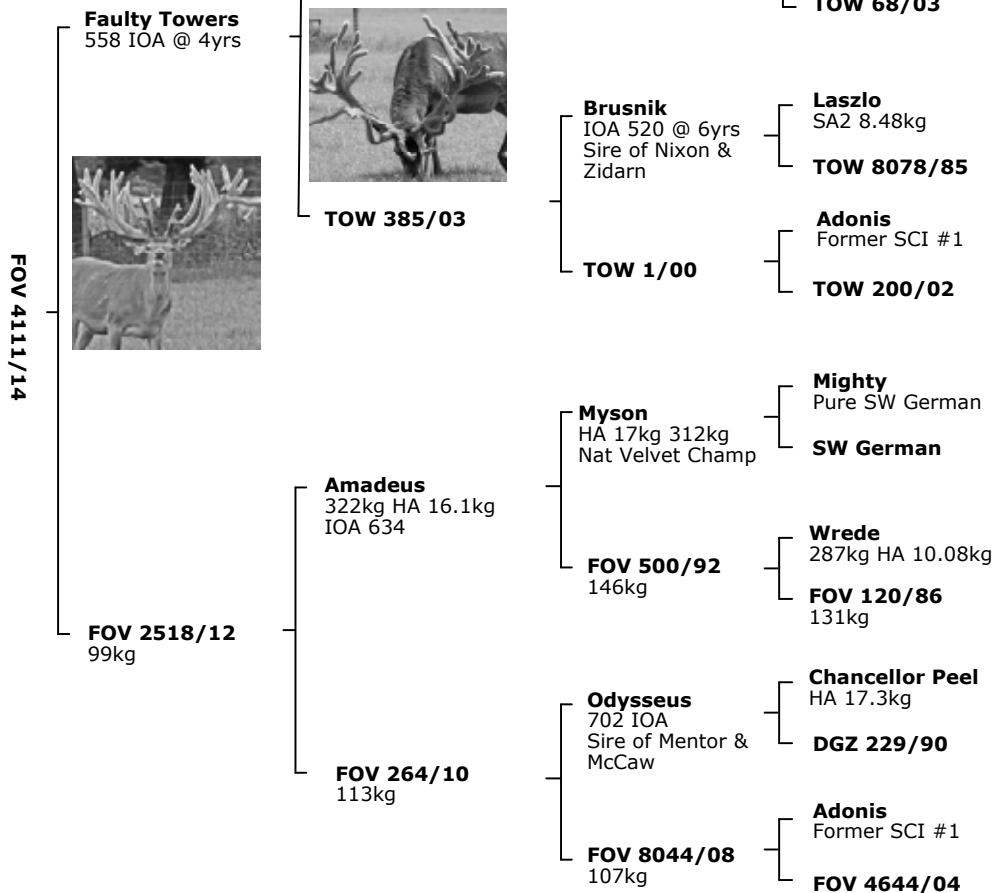 TOW 68/03
Faulty Towers
558 IOA @ 4yrs
Brusnik
IOA 520 @ 6yrs
Sire of Nixon &
Zidarn
Laszlo
SA2 8.48kg
TOW 8078/85
TOW 385/03
TOW 1/00
Adonis
Former SCI #1
TOW 200/02
FOV 4111/14
Mighty
Pure SW German
Myson
HA 17kg 312kg
Nat Velvet Champ
SW German
Amadeus
322kg HA 16.1kg
IOA 634
Wrede
287kg HA 10.08kg
FOV 500/92
146kg
FOV 120/86
131kg
FOV 2518/12
99kg
Chancellor Peel
HA 17.3kg
Odysseus
702 IOA
Sire of Mentor &
McCaw
DGZ 229/90
FOV 264/10
113kg
Adonis
Former SCI #1
FOV 8044/08
107kg
FOV 4644/04